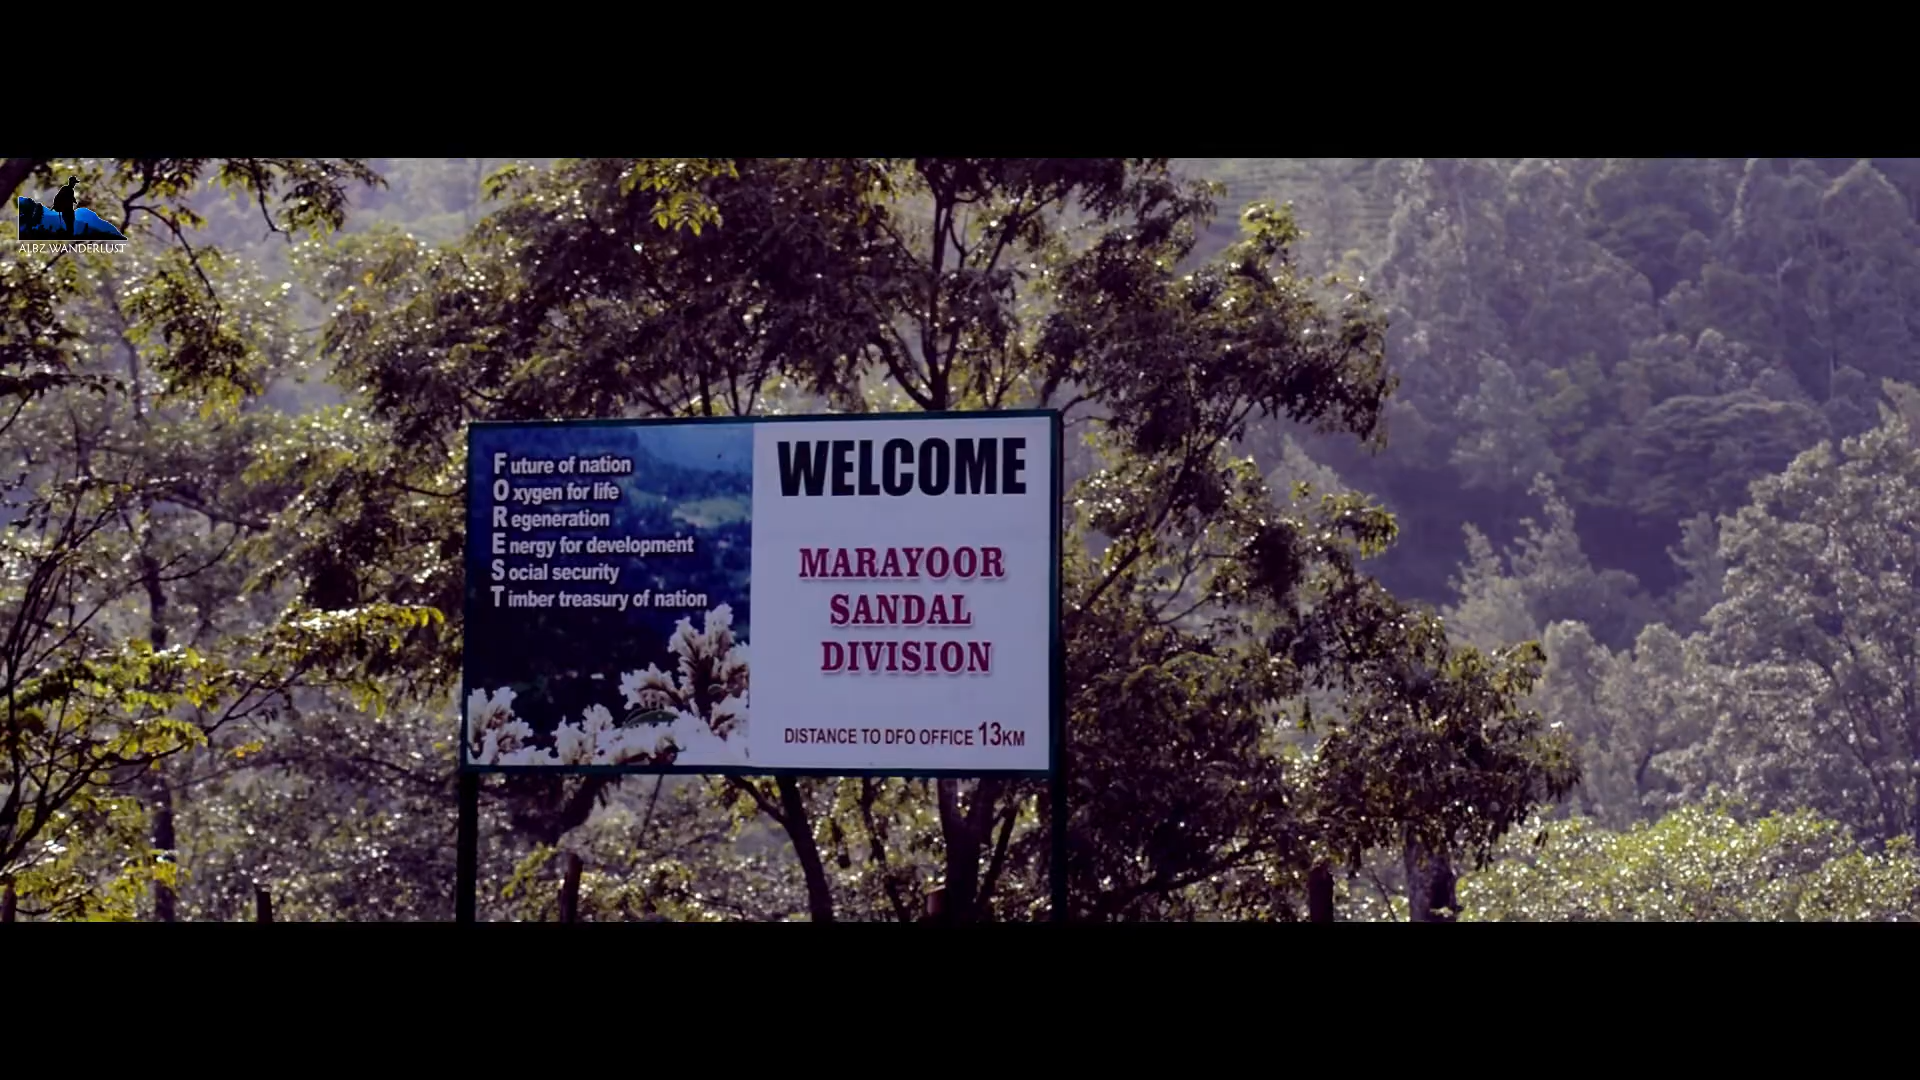 ALBZ.WANDERLUST
Future of nation
Oxygen for life
Regeneration
Energy for development
Social security
Timber treasury of nation
WELCOME
MARAYOOR
SANDAL
DIVISION
DISTANCE TO DFO OFFICE 13KM